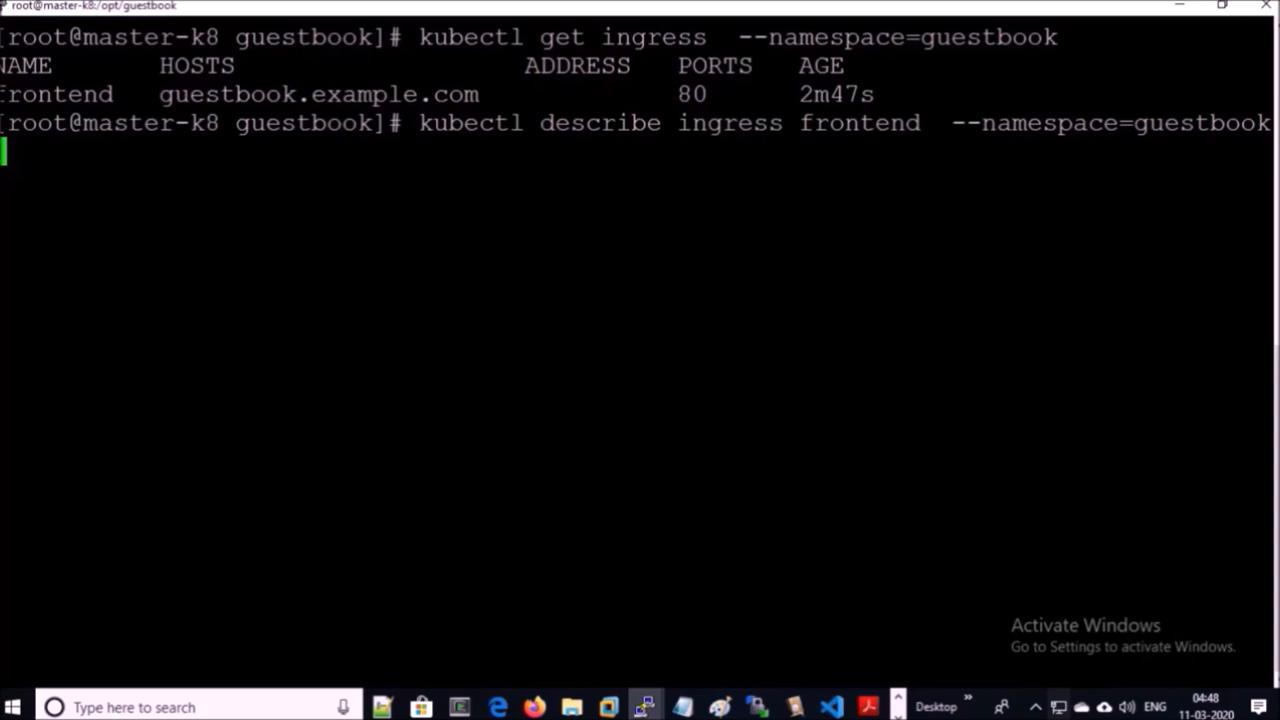 root@master-k8:/opt/guestbook
[root@master-k8 guestbook]# kubectl get ingress  --namespace=guestbook
NAME HOSTS ADDRESS PORTS AGE
frontend guestbook.example.com 80 2m47s
[root@master-k8 guestbook]# kubectl describe ingress frontend  --namespace=guestbook
Activate Windows
Go to Settings to activate Windows.
Type here to search
Desktop
ENG
04:48
11-03-2020